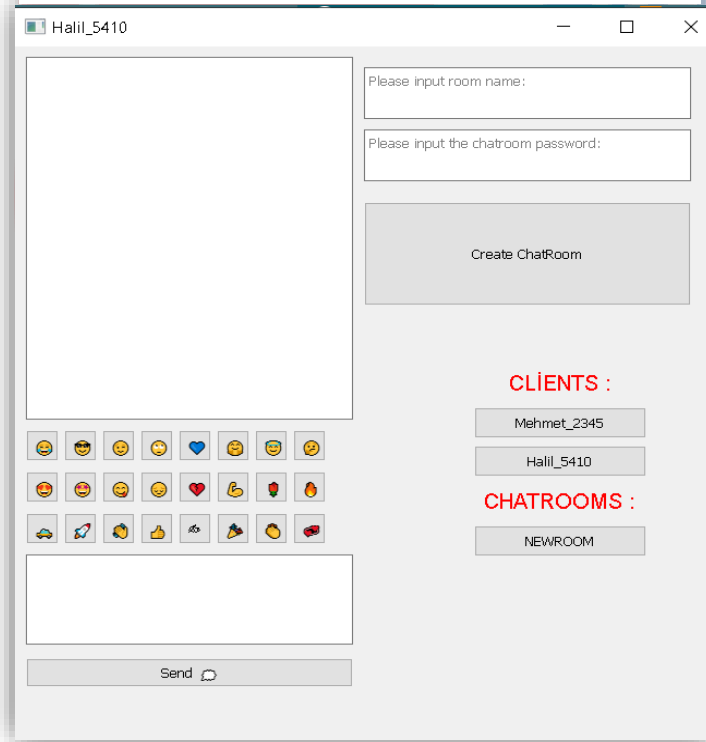 Halil_5410
Please input room name:
Please input the chatroom password:
Create ChatRoom
CLİENTS :
Mehmet_2345
Halil_5410
CHATROOMS :
NEWROOM
Send